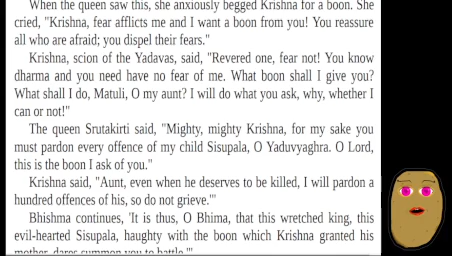 When the queen saw this, she anxiously begged Krishna for a boon. She
cried, "Krishna, fear afflicts me and I want a boon from you! You reassure
all who are afraid; you dispel their fears."
Krishna, scion of the Yadavas, said, "Revered one, fear not! You know
dharma and you need have no fear of me. What boon shall I give you?
What shall I do, Matuli, O my aunt? I will do what you ask, why, whether I
can or not!"
The queen Srutakirti said, "Mighty, mighty Krishna, for my sake you
must pardon every offence of my child Sisupala, O Yaduvyaghra. O Lord,
this is the boon I ask of you."
Krishna said, "Aunt, even when he deserves to be killed, I will pardon a
hundred offences of his, so do not grieve."'
Bhishma continues, 'It is thus, O Bhima, that this wretched king, this
evil-hearted Sisupala, haughty with the boon which Krishna granted his
mother, dares summon you to battle.'"